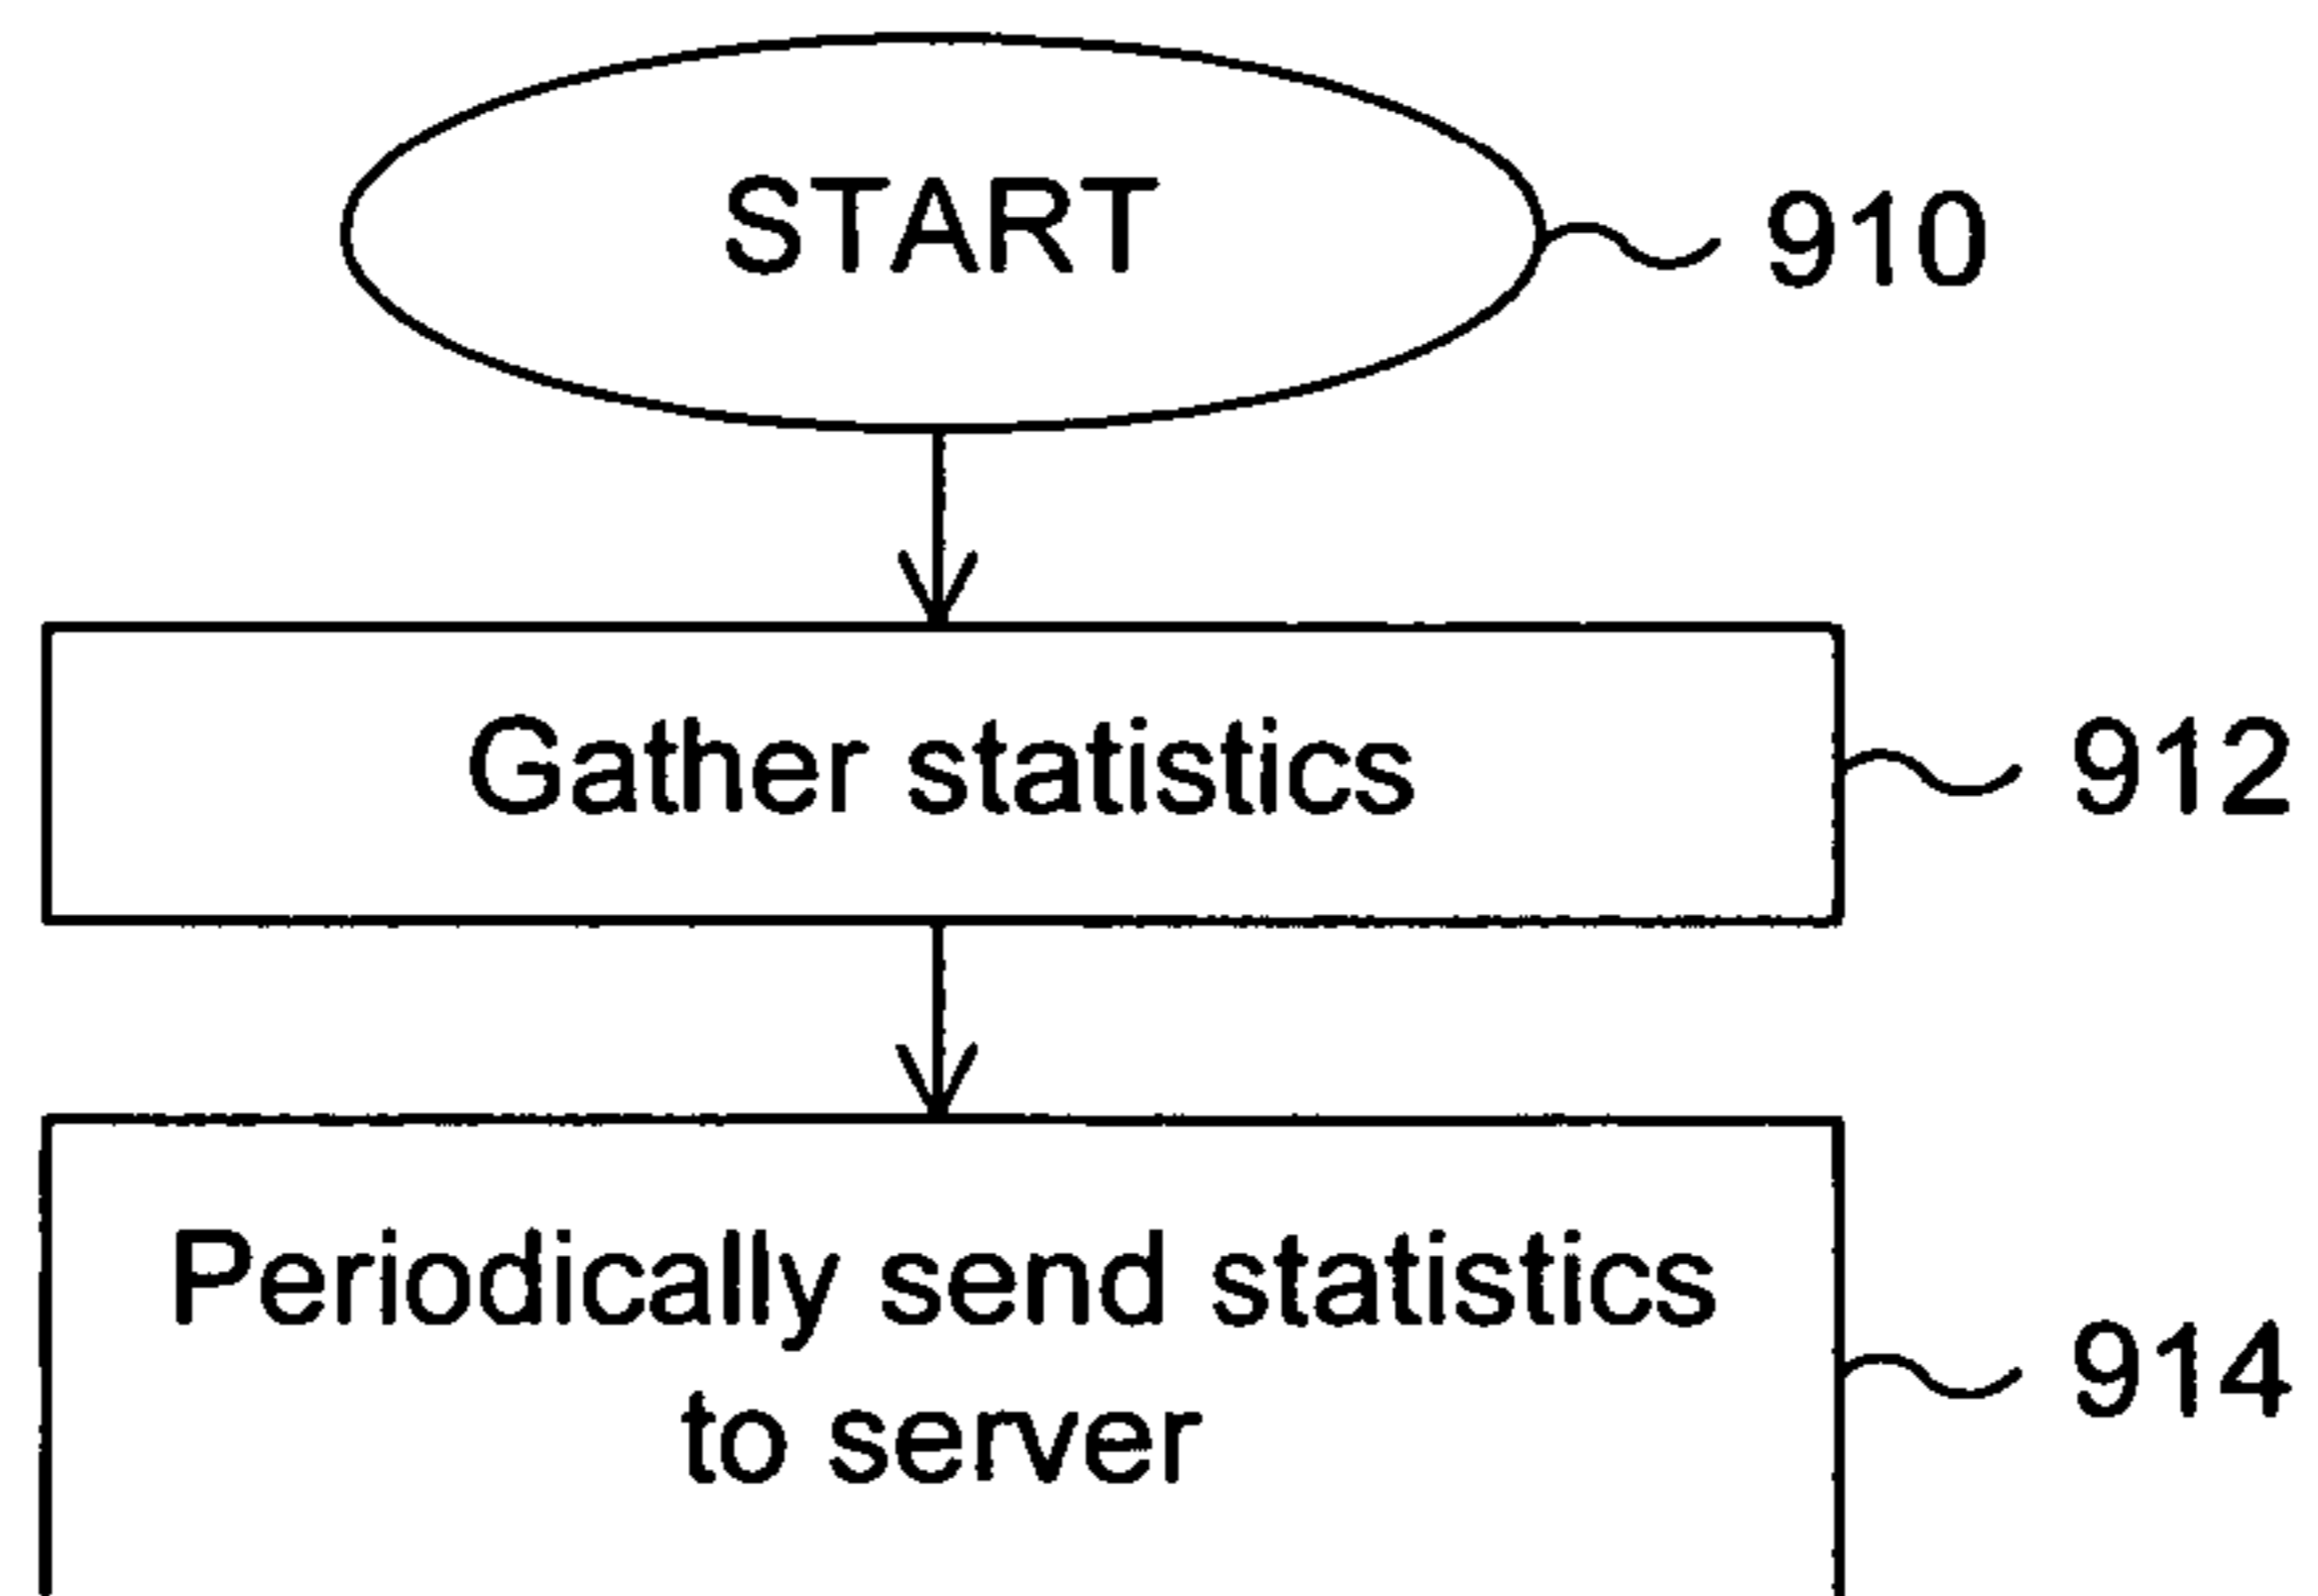 START
910
Gather statistics
912
Periodically send statistics
to server
914